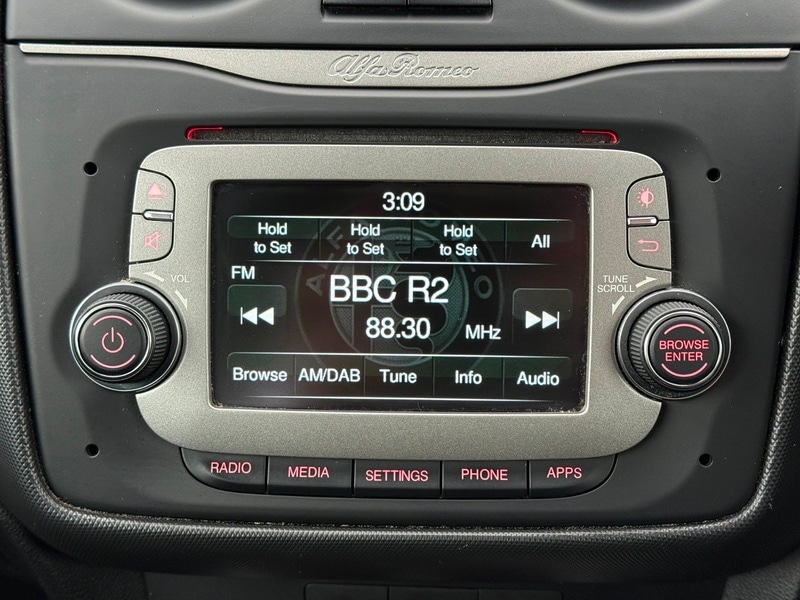 Alfa Romeo
3:09
Hold to Set
Hold to Set
Hold to Set
All
FM
BBC R2
88.30 MHz
Browse AM/DAB Tune Info Audio
VOL
TUNE
SCROLL
BROWSE
ENTER
RADIO MEDIA SETTINGS PHONE APPS